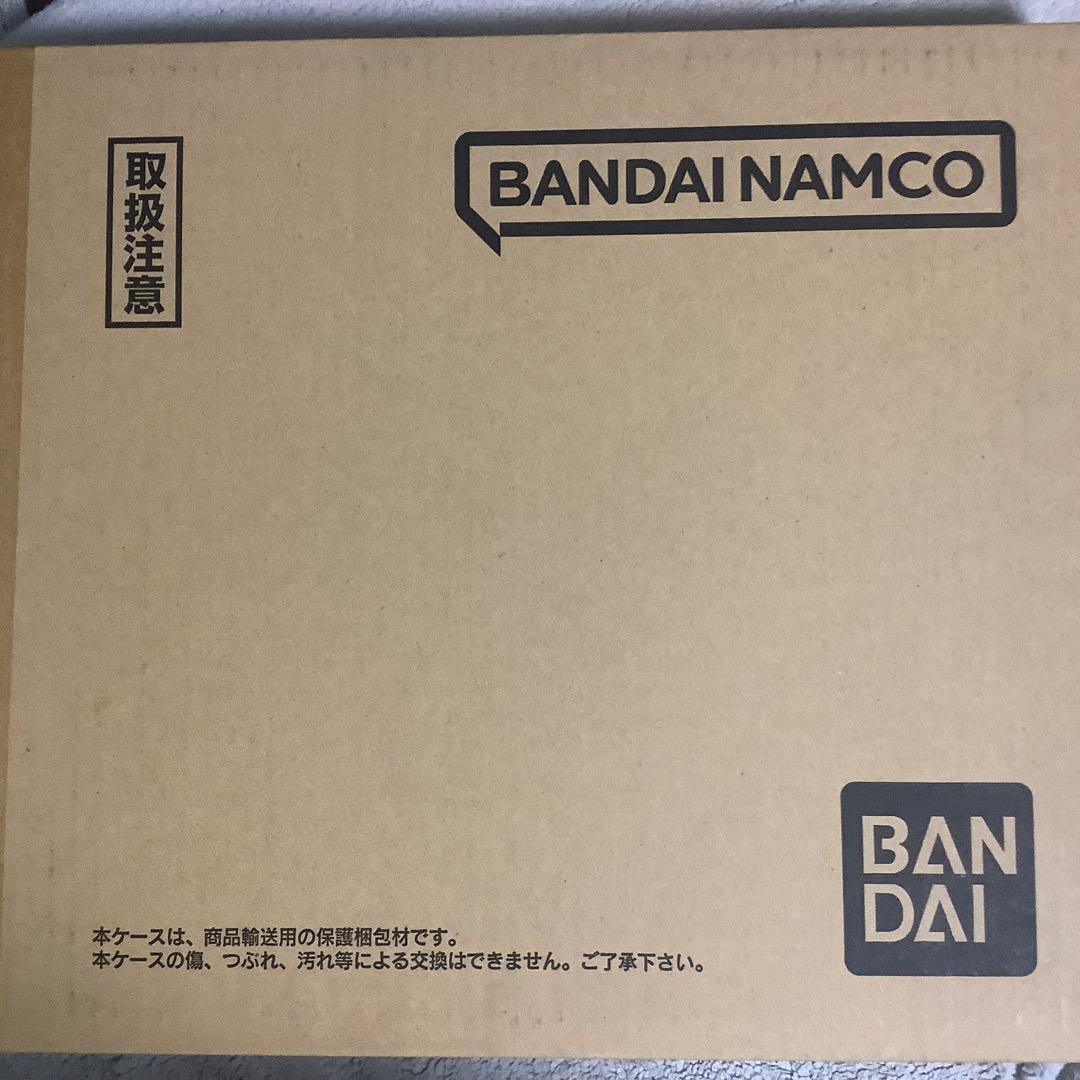 取扱注意
BANDAI NAMCO
BAN
DAI
本ケースは、商品輸送用の保護梱包材です。
本ケースの傷、つぶれ、汚れ等による交換はできません。ご了承下さい。